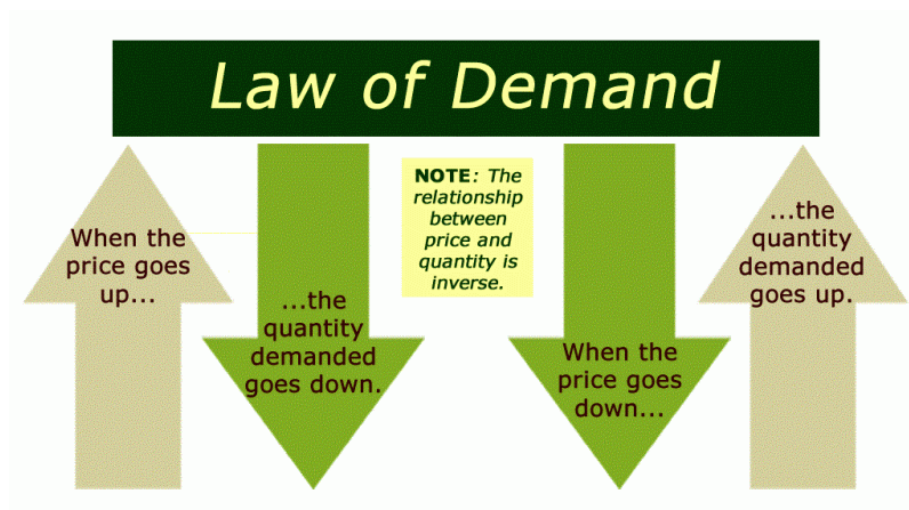 Law of Demand
When the
price goes
up...
...the
quantity
demanded
goes down.
NOTE: The
relationship
between
price and
quantity is
inverse.
When the
price goes
down...
...the
quantity
demanded
goes up.